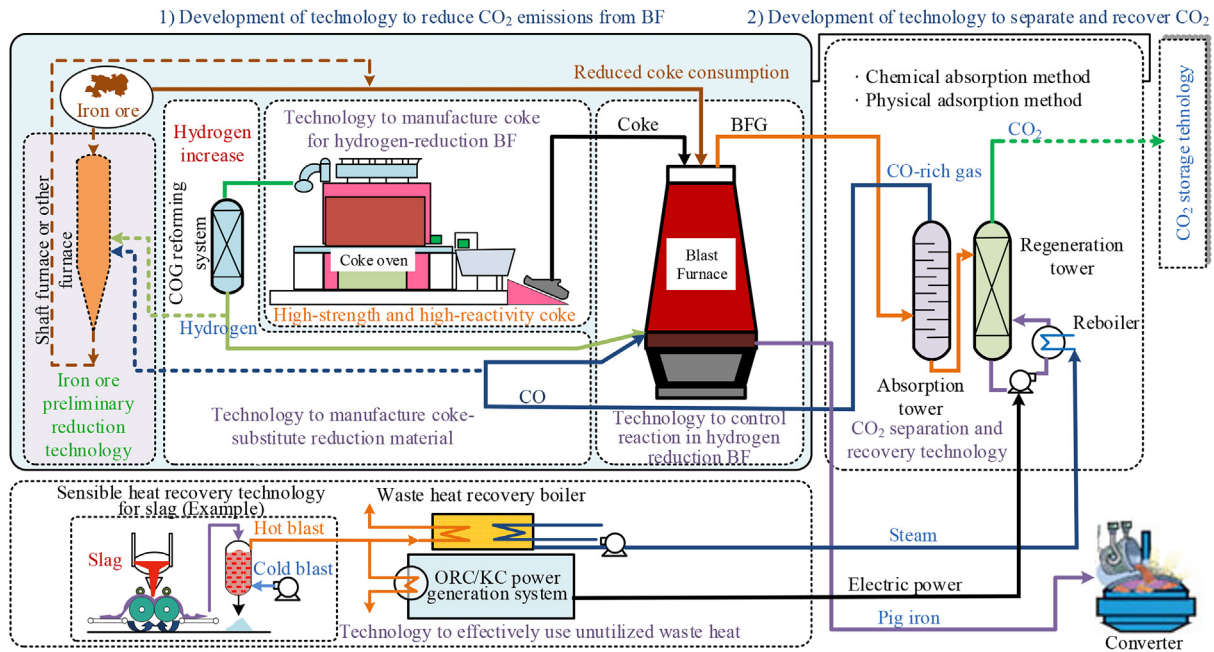 1) Development of technology to reduce CO₂ emissions from BF
2) Development of technology to separate and recover CO₂
Iron ore
Reduced coke consumption
Hydrogen
increase
Technology to manufacture coke
for hydrogen-reduction BF
Coke
BFG
· Chemical absorption method
· Physical adsorption method
CO₂
CO-rich gas
CO₂ storage tehnology
Shaft furnace or other
furnace
COG reforming
system
Coke oven
Blast
Furnace
Regeneration
tower
High-strength and high-reactivity coke
Hydrogen
Reboiler
Iron ore
preliminary
reduction
technology
CO
Absorption
tower
Technology to manufacture coke-
substitute reduction material
Technology to control
reaction in hydrogen
reduction BF
CO₂ separation and
recovery technology
Sensible heat recovery technology
for slag (Example)
Waste heat recovery boiler
Hot blast
Slag
Cold blast
Steam
ORC/KC power
generation system
Electric power
Pig iron
Technology to effectively use unutilized waste heat
Converter